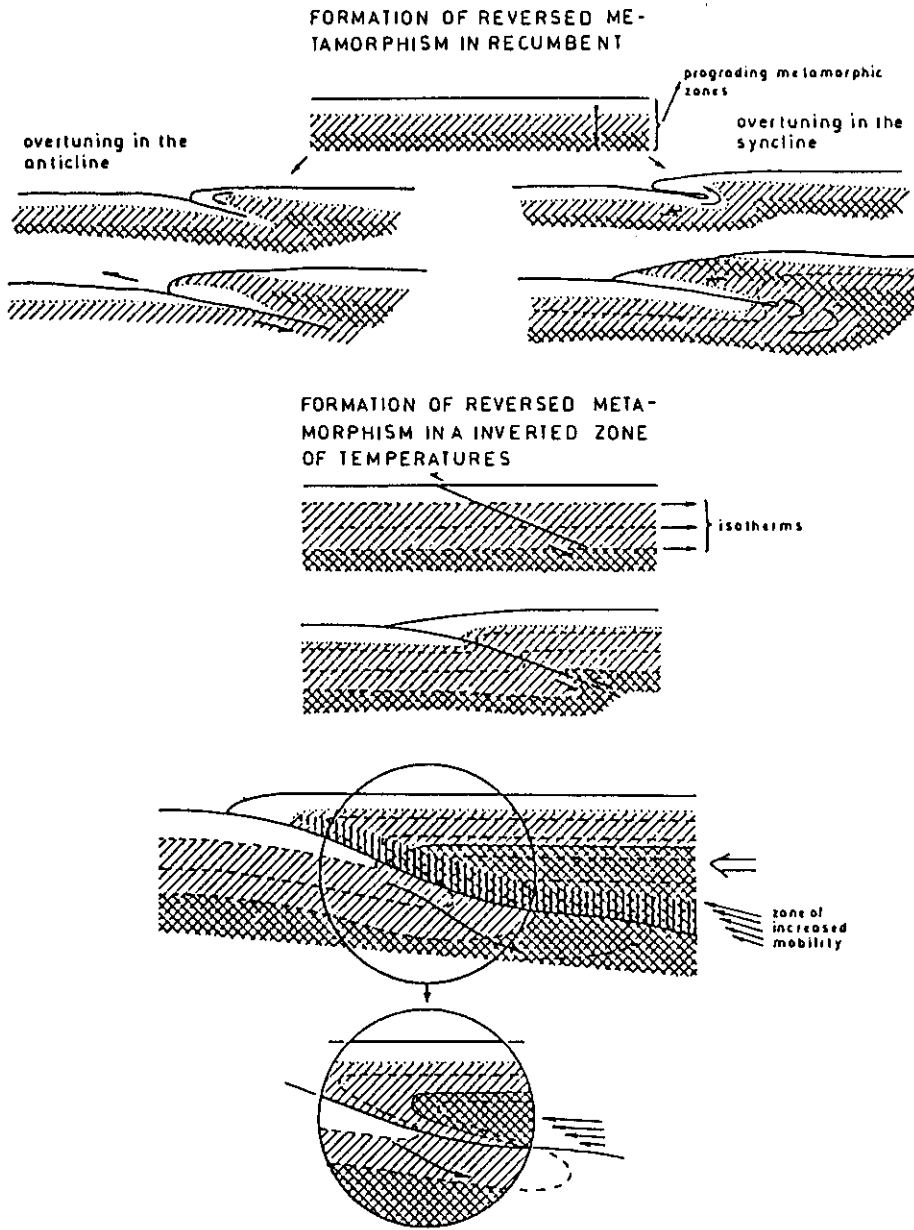 FORMATION OF REVERSED ME-
TAMORPHISM IN RECUMBENT
prograding metamorphic
zones
overtuning in the
anticline
overtuning in the
syncline
FORMATION OF REVERSED META-
MORPHISM IN A INVERTED ZONE
OF TEMPERATURES
isotherms
zone of
increased
mobility